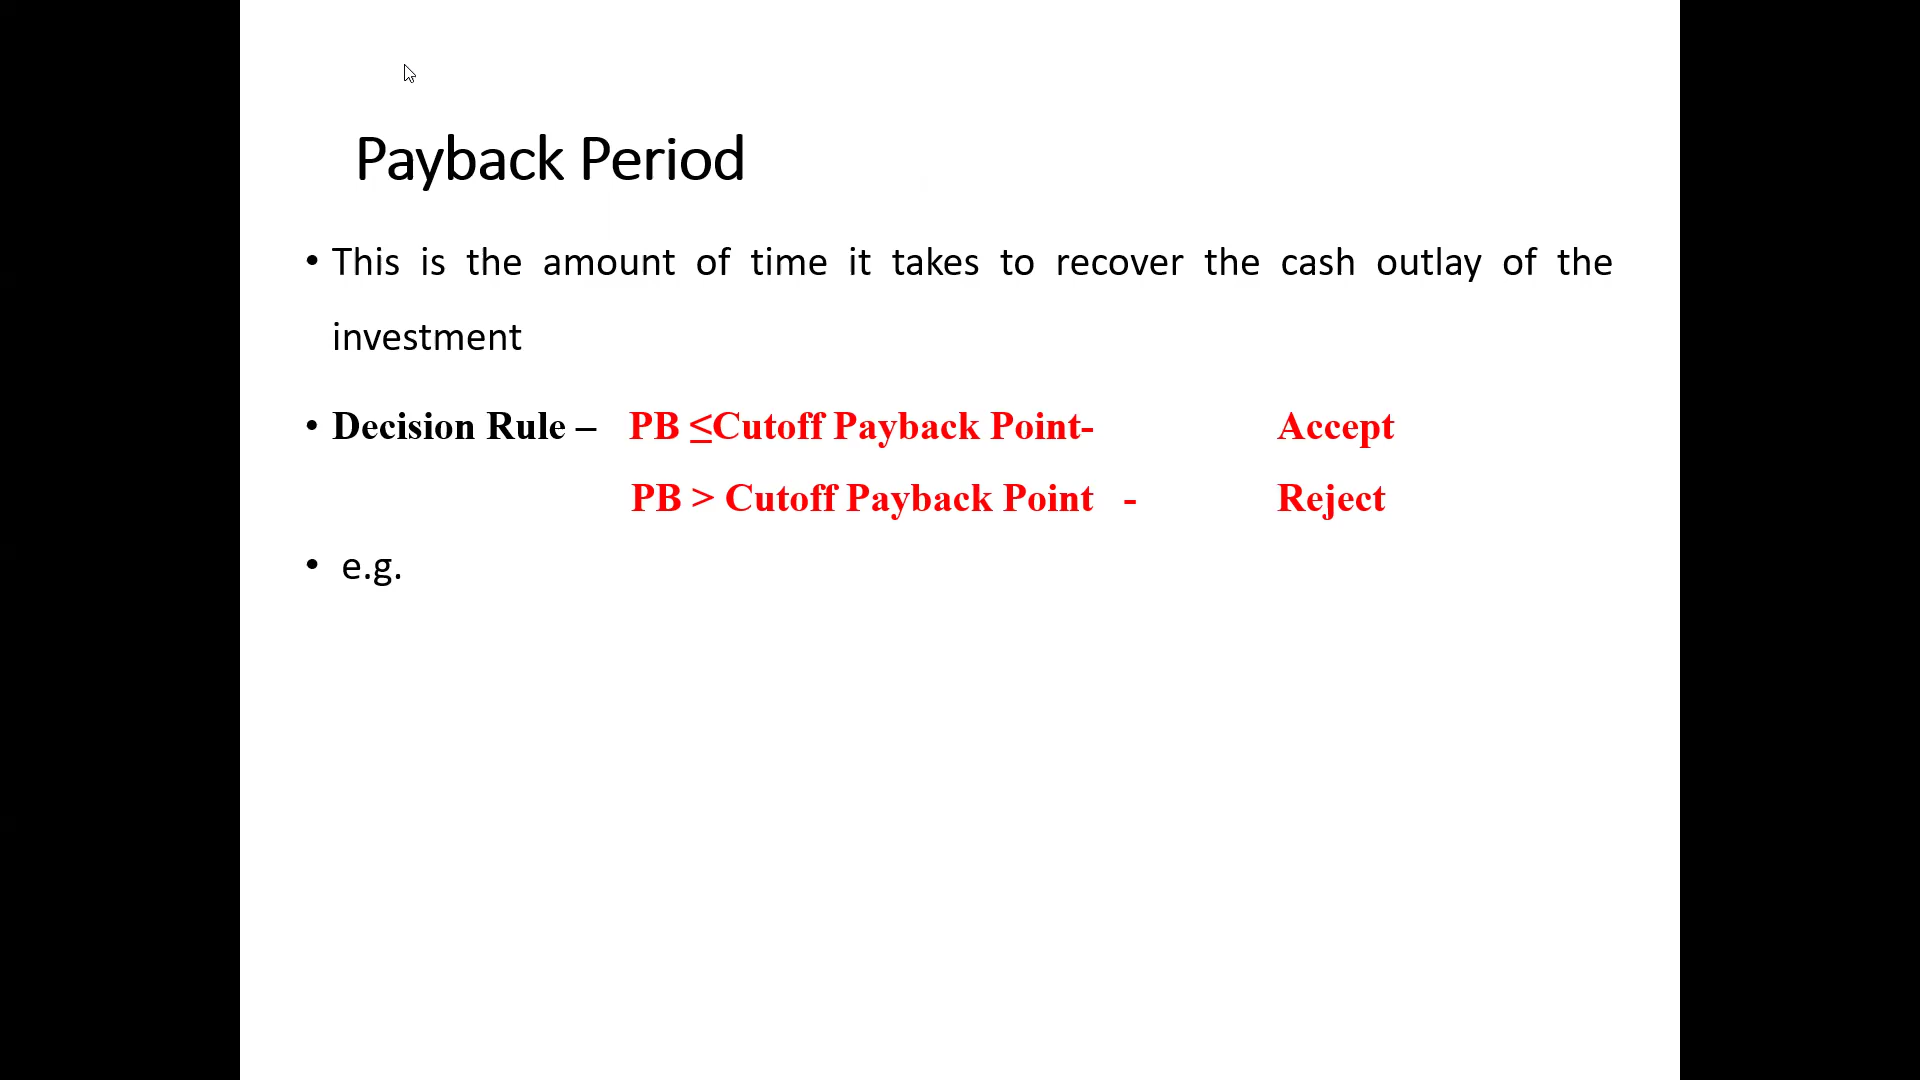 Payback Period
• This is the amount of time it takes to recover the cash outlay of the
investment
• Decision Rule – PB ≤Cutoff Payback Point- Accept
PB > Cutoff Payback Point - Reject
• e.g.